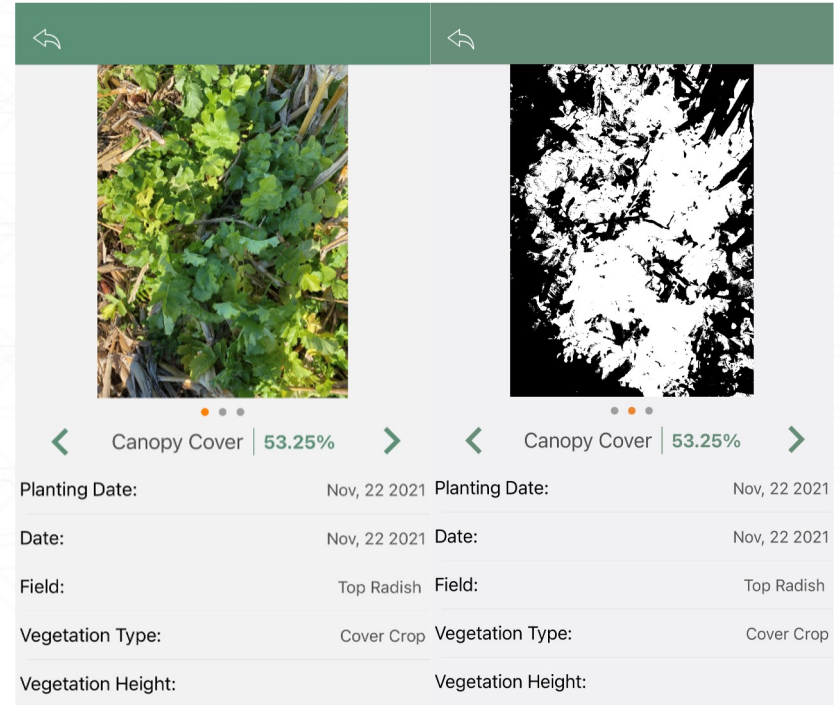 Canopy Cover | 53.25%
Planting Date: Nov, 22 2021
Date: Nov, 22 2021
Field: Top Radish
Vegetation Type: Cover Crop
Vegetation Height:
Canopy Cover | 53.25%
Planting Date: Nov, 22 2021
Date: Nov, 22 2021
Field: Top Radish
Vegetation Type: Cover Crop
Vegetation Height: